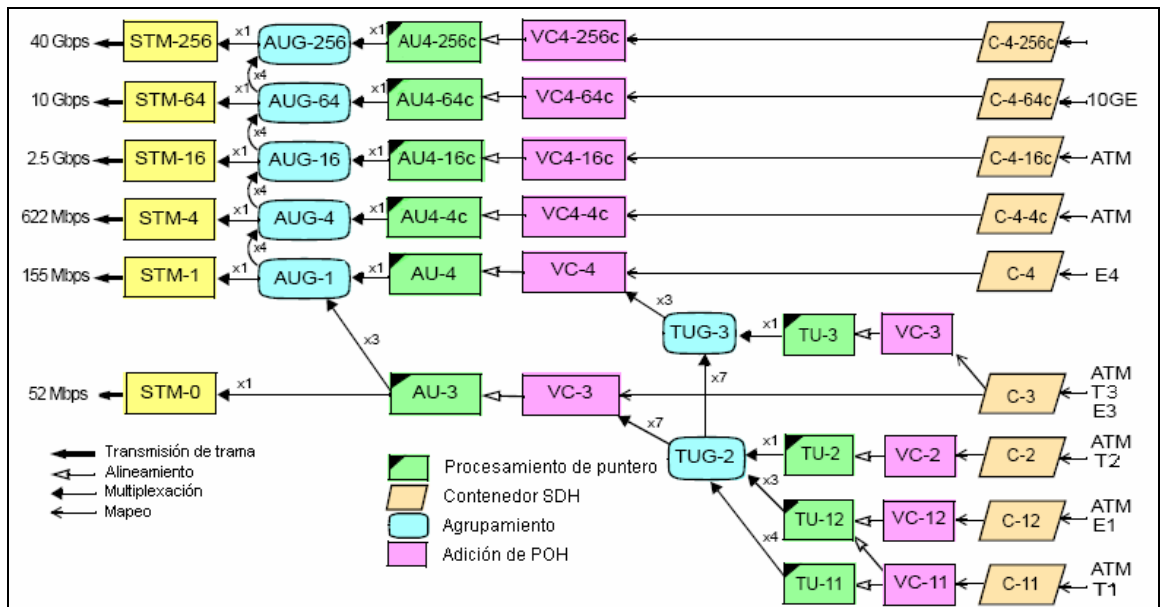 40 Gbps STM-256 x1 AUG-256 x1 AU4-256c VC4-256c C-4-256c
x4
10 Gbps STM-64 x1 AUG-64 x1 AU4-64c VC4-64c C-4-64c 10GE
x4
2.5 Gbps STM-16 x1 AUG-16 x1 AU4-16c VC4-16c C-4-16c ATM
x4
622 Mbps STM-4 x1 AUG-4 x1 AU4-4c VC4-4c C-4-4c ATM
x4
155 Mbps STM-1 x1 AUG-1 x1 AU-4 VC-4 C-4 E4
x3
TUG-3 x1 TU-3 VC-3
x3
x7
52 Mbps STM-0 x1 AU-3 VC-3 C-3 ATM
T3
E3
x7
TUG-2 x1 TU-2 VC-2 C-2 ATM
T2
x3
TU-12 VC-12 C-12 ATM
E1
x4
TU-11 VC-11 C-11 ATM
T1
Transmisión de trama
Alineamiento
Multiplexación
Mapeo
Procesamiento de puntero
Contenedor SDH
Agrupamiento
Adición de POH